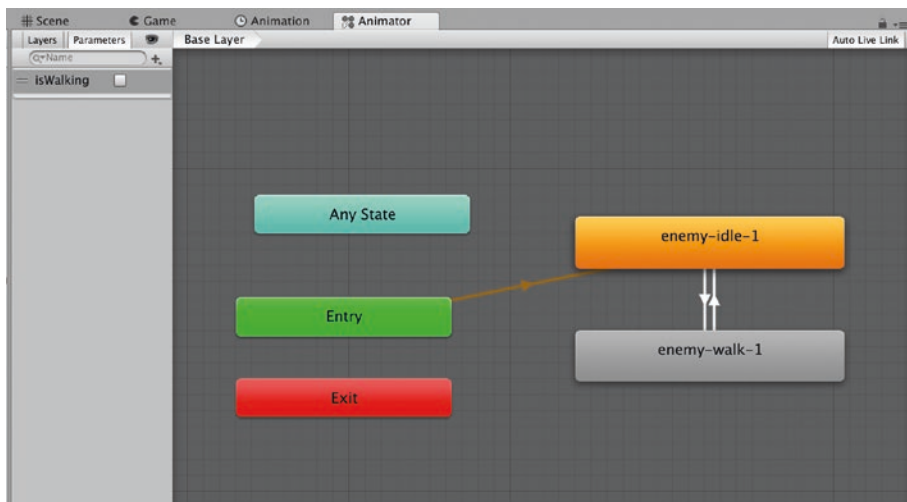 Scene Game Animation Animator
Layers Parameters Base Layer Auto Live Link
Name
isWalking
Any State
enemy-idle-1
Entry
enemy-walk-1
Exit